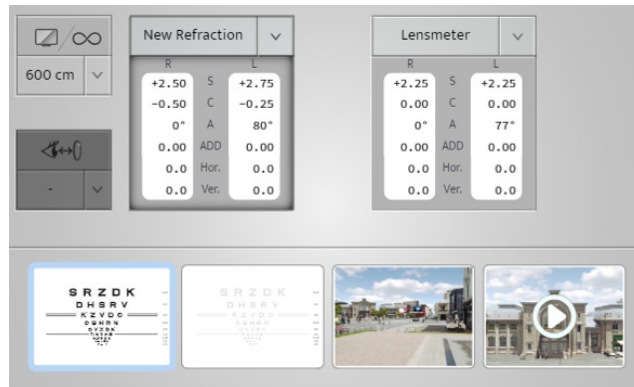 New Refraction
Lensmeter
600 cm
R L
+2.50 S +2.75
−0.50 C −0.25
0° A 80°
0.00 ADD 0.00
0.0 Hor. 0.0
0.0 Ver. 0.0
-
R L
+2.25 S +2.25
0.00 C 0.00
0° A 77°
0.00 ADD 0.00
0.0 Hor. 0.0
0.0 Ver. 0.0
S R Z D K
D H S R V
K Z V D C
S R Z D K
D H S R V
K Z V D C